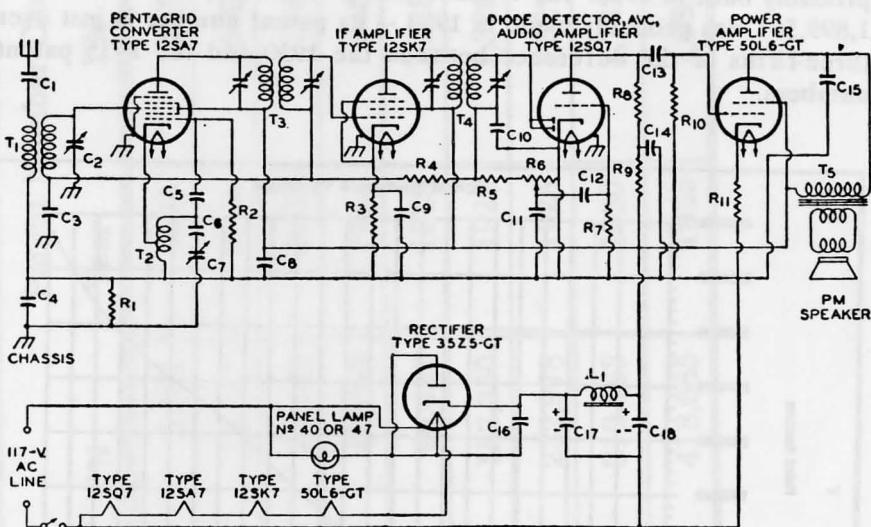 PENTAGRID
CONVERTER
TYPE 12SA7
IF AMPLIFIER
TYPE 12SK7
DIODE DETECTOR, AVC,
AUDIO AMPLIFIER
TYPE 12SQ7
POWER
AMPLIFIER
TYPE 50L6-GT
C1
T1
C2
C3
C4
CHASSIS
R1
T2
C5
C6
C7
R2
T3
C8
R3
R4
C9
T4
C10
R5
R6
C11
C12
R7
C13
R8
C14
R9
R10
R11
C15
T5
PM
SPEAKER
RECTIFIER
TYPE 35Z5-GT
PANEL LAMP
Nº 40 OR 47
L1
C16
+ C17 -
+ C18 -
117-V
AC
LINE
TYPE
12SQ7
TYPE
12SA7
TYPE
12SK7
TYPE
50L6-GT